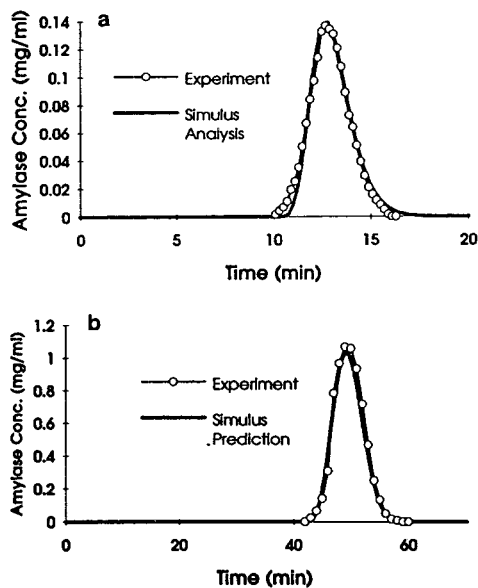 a
0.14
0.12
0.1
0.08
0.06
0.04
0.02
0
Amylase Conc. (mg/ml)
Experiment
Simulus
Analysis
0 5 10 15 20
Time (min)
b
1.2
1
0.8
0.6
0.4
0.2
0
Amylase Conc. (mg/ml)
Experiment
Simulus
Prediction
0 20 40 60
Time (min)